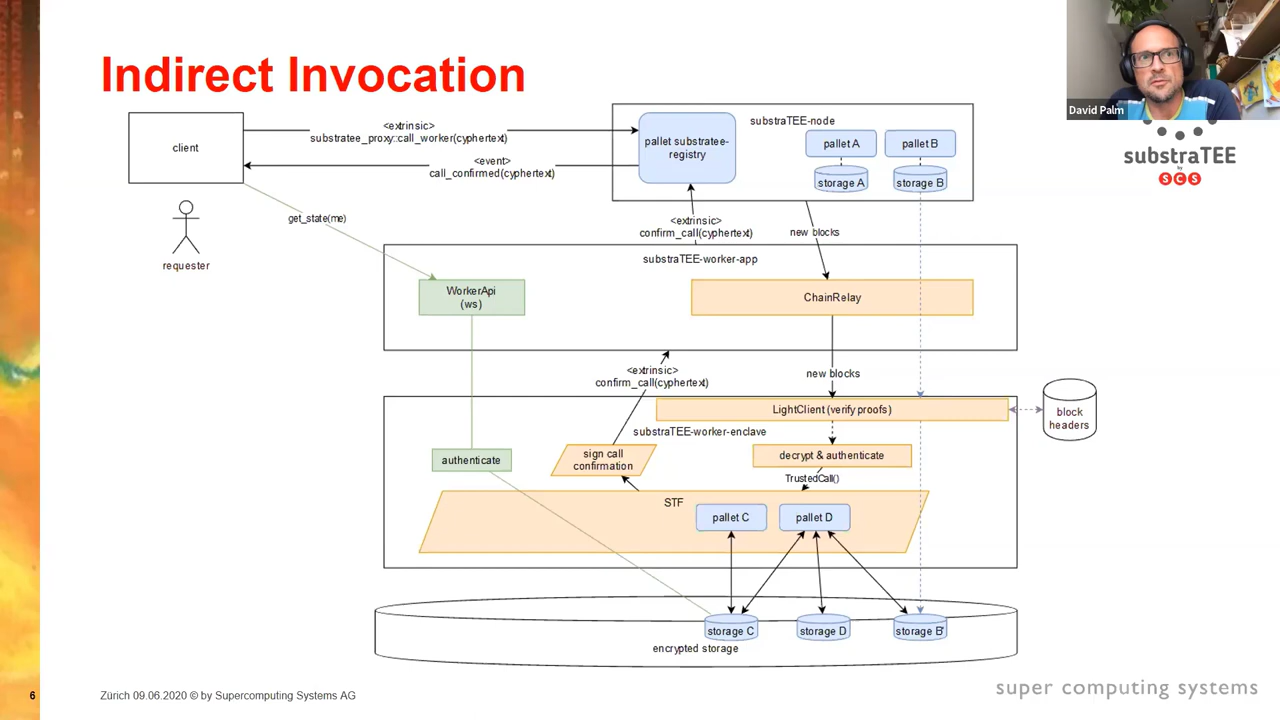 Indirect Invocation
David Palm
substraTEE
by
SCS
client
<extrinsic>
substratee_proxy::call_worker(cyphertext)
<event>
call_confirmed(cyphertext)
pallet substratee-
registry
substraTEE-node
pallet A
pallet B
storage A
storage B
requester
get_state(me)
<extrinsic>
confirm_call(cyphertext)
new blocks
substraTEE-worker-app
WorkerApi
(ws)
ChainRelay
<extrinsic>
confirm_call(cyphertext)
new blocks
LightClient (verify proofs)
block
headers
substraTEE-worker-enclave
authenticate
sign call
confirmation
decrypt & authenticate
TrustedCall()
STF
pallet C
pallet D
storage C
storage D
storage B'
encrypted storage
6
Zürich 09.06.2020 © by Supercomputing Systems AG
super computing systems